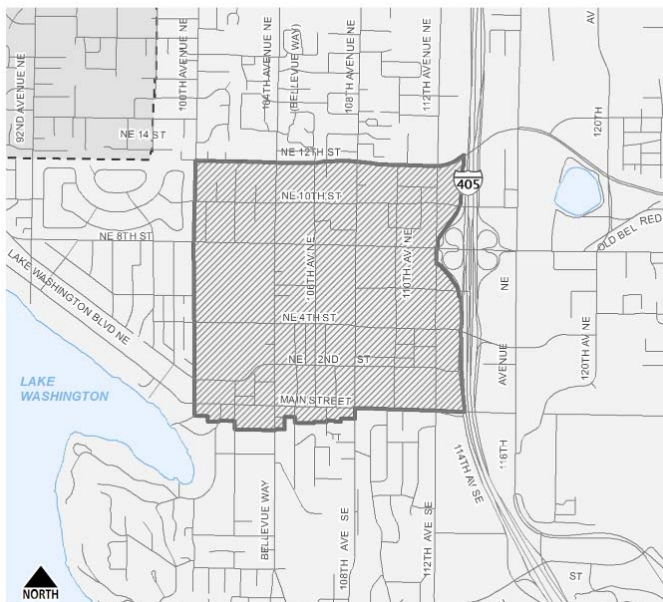 92ND AVENUE NE
100TH AVENUE NE
104TH AVENUE NE
(BELLEVUE WAY)
108TH AVENUE NE
112TH AVENUE NE
AV
120TH
NE 14 ST
NE 12TH ST
405
NE 10TH ST
NE 8TH ST
OLD BEL RED
LAKE WASHINGTON BLVD NE
106TH AV NE
110TH AV NE
NE
NE 4TH ST
120TH AV NE
NE 2ND ST
AVENUE
LAKE
WASHINGTON
MAIN STREET
116TH
114TH AV SE
BELLEVUE WAY
108TH AVE SE
112TH AVE SE
ST
NORTH